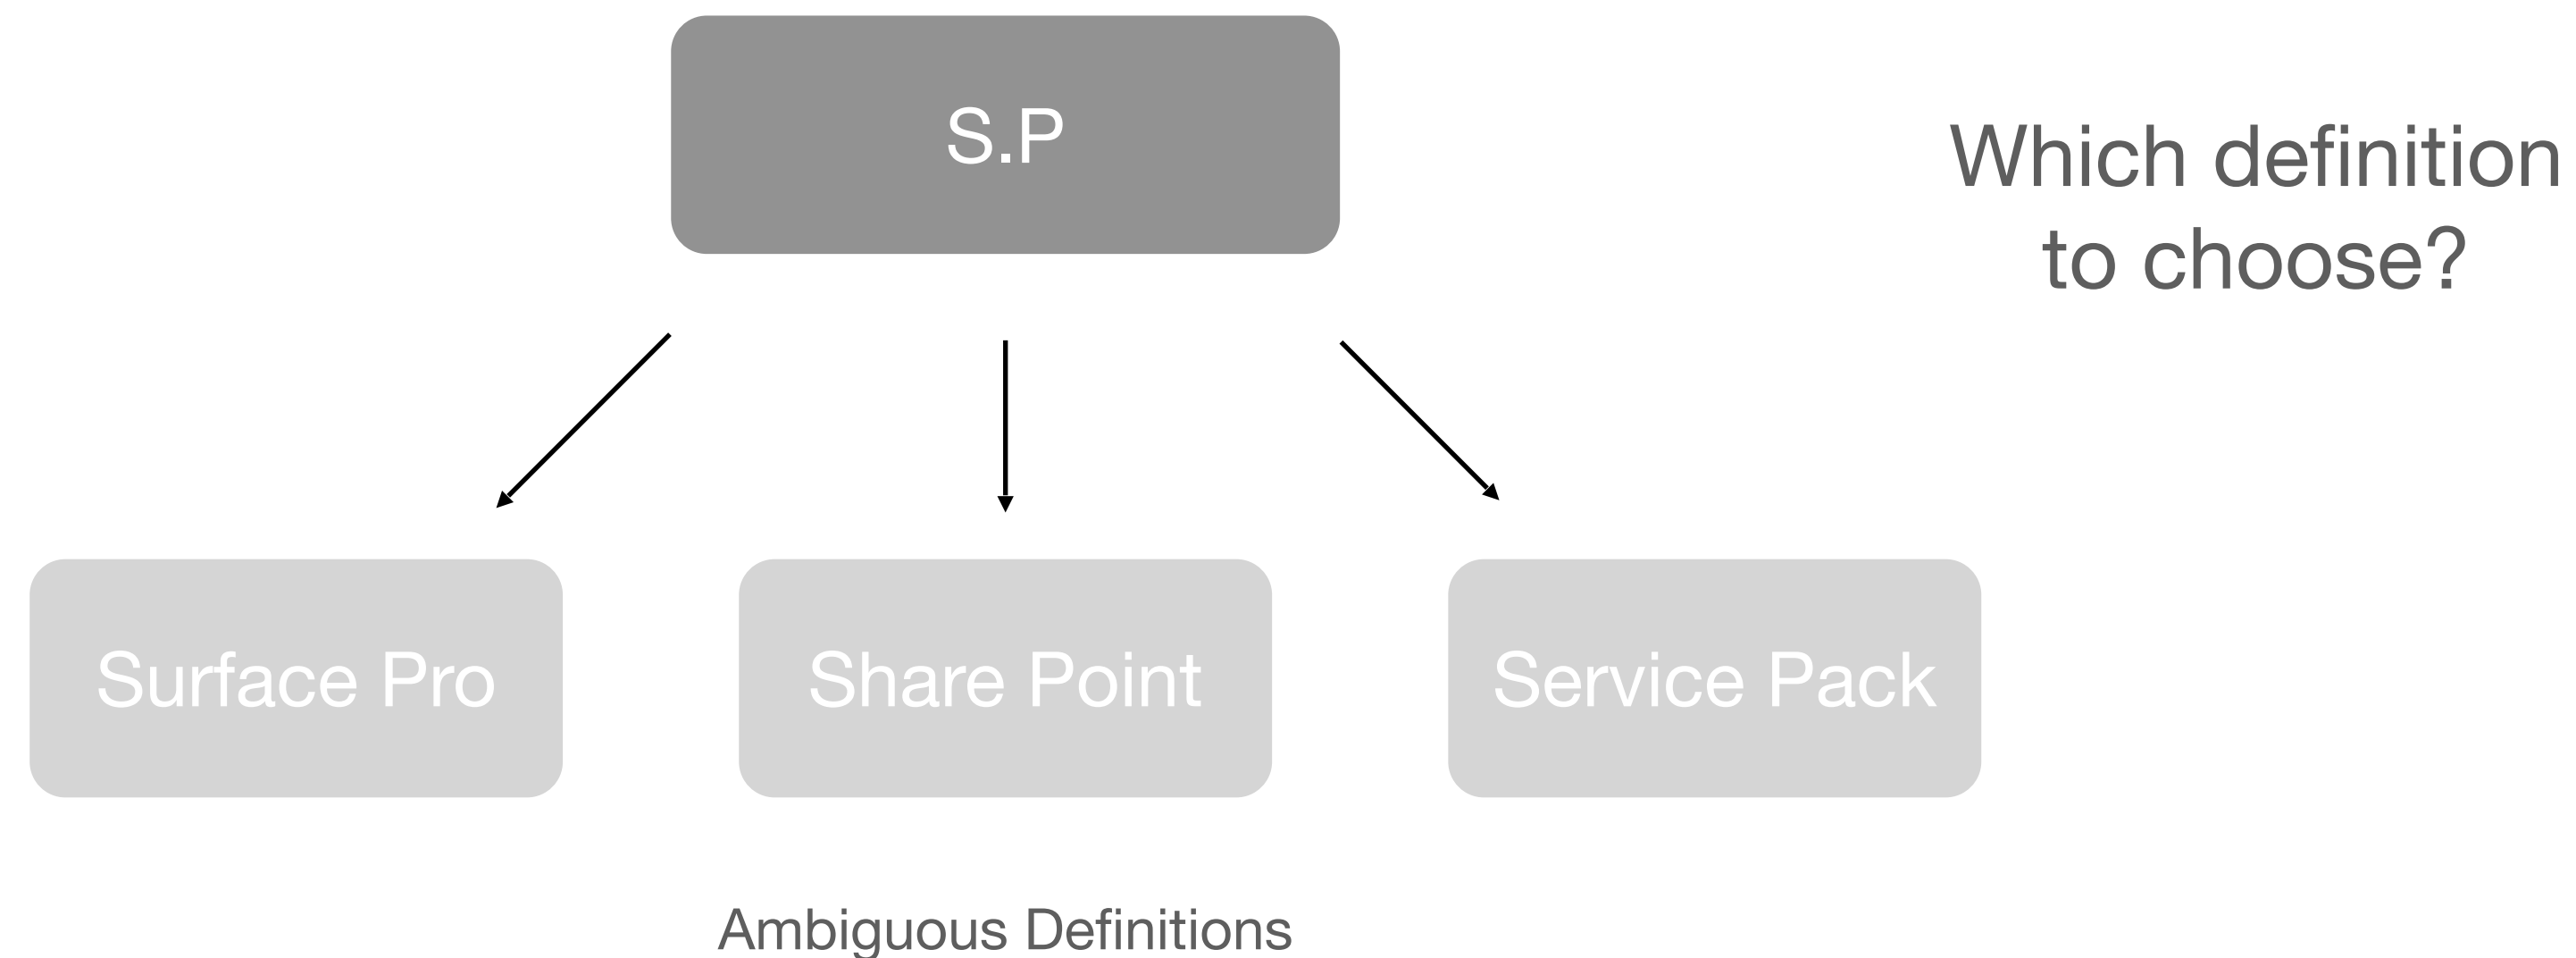 S.P
Which definition
to choose?
Surface Pro
Share Point
Service Pack
Ambiguous Definitions